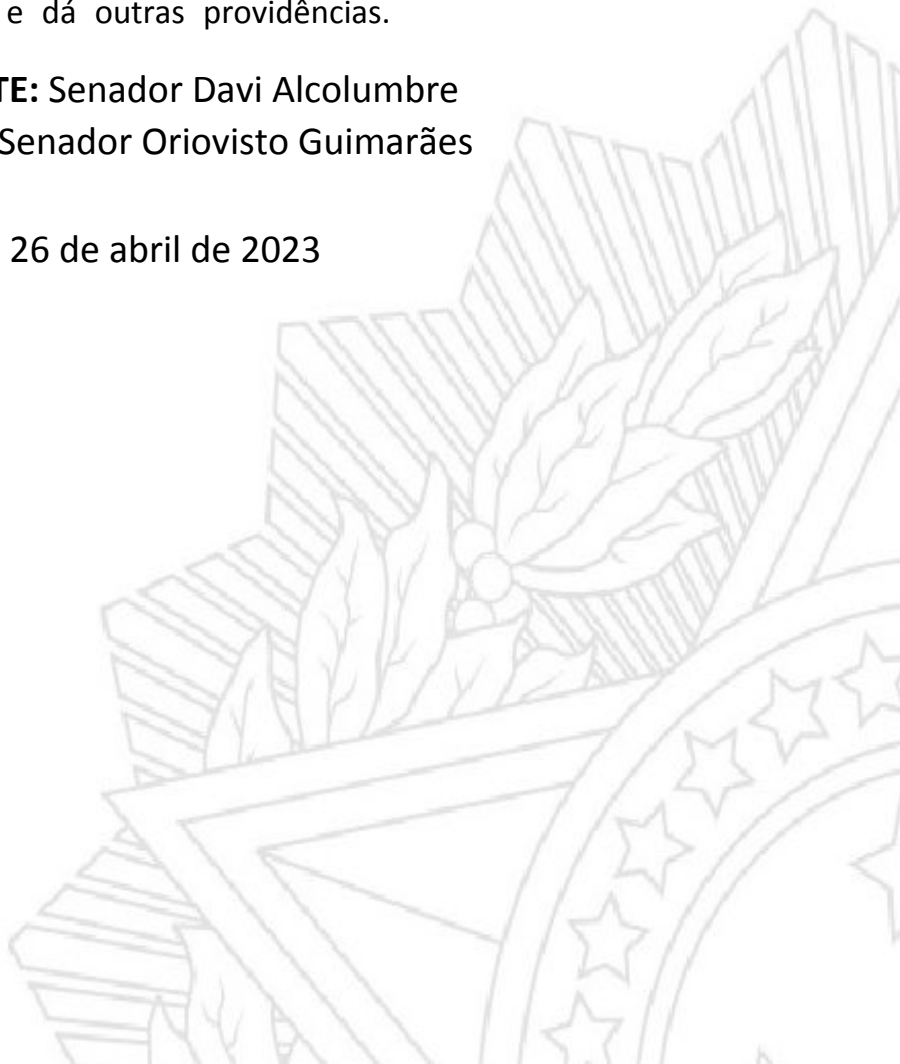 e dá outras providências.
TE: Senador Davi Alcolumbre
Senador Oriovisto Guimarães
26 de abril de 2023